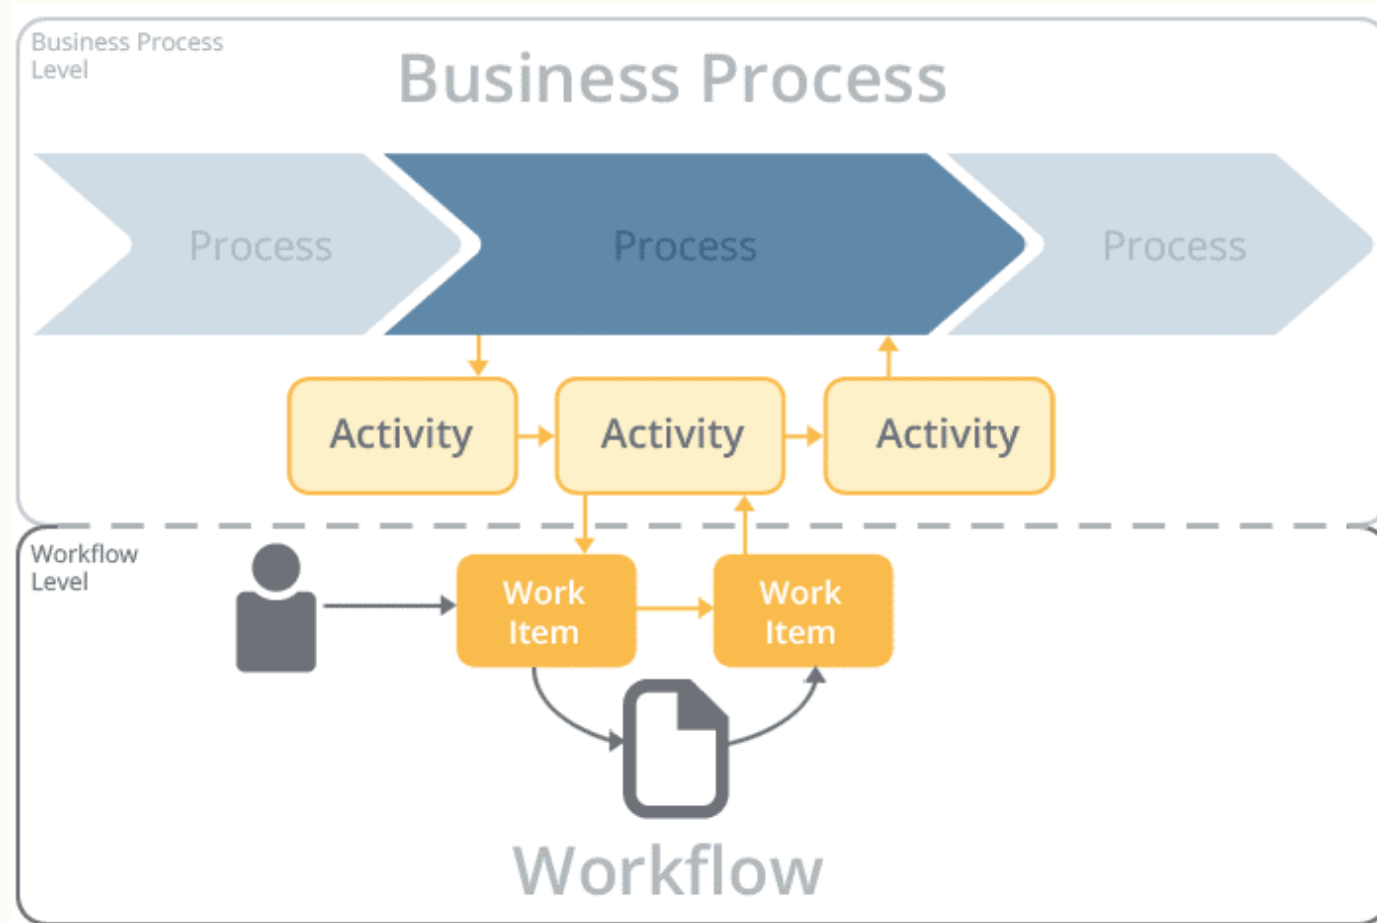 Business Process
Level
Business Process
Process
Process
Process
Activity
Activity
Activity
Workflow
Level
Work
Item
Work
Item
Workflow